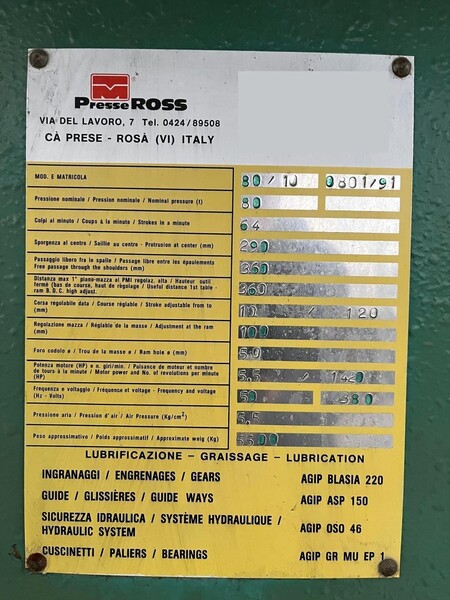 Presse ROSS
VIA DEL LAVORO, 7 Tel. 0424/89508
CÀ PRESE - ROSÀ (VI) ITALY
MOD. E MATRICOLA 80/10 0801/91
Pressione nominale / Pression nominale / Nominal pressure (t) 80
Colpi al minuto / Coups à la minute / Strokes in a minute 64
Sporgenza al centro / Saillie au centre - Protrusion at center (mm) 290
Passaggio libero fra le spalle / Passage libre entre les épaulements
Free passage through the shoulders (mm) 360
Distanza max 1° piano-mazza al PMI regolaz. alta / Hauteur outil
fermé (bas de course, haut de réglage / Useful distance 1st table -
ram B.D.C. high adjust. 360
Corsa regolabile data / Course réglable / Stroke adjustable from to
(mm) 10 / 120
Regolazione mazza / Réglable de la masse / Adjustment at the ram
(mm) 100
Foro codolo ø / Trou de la masse ø / Ram hole ø (mm) 50
Potenza motore (HP) e n. giri/min. / Puissance de moteur et nombre
de tours à la minute / Motor power and No. of revolutions per minute
(HP) 5,5 / 1420
Frequenza e voltaggio / Fréquence et voltage - Frequency and voltage
(Hz - Volts) 50 380
Pressione aria / Pression d'air / Air Pressure (Kg/cm²) 5,5
Peso approssimativo / Poids approssimatif / Approximate weig (Kg) 5500
LUBRIFICAZIONE - GRAISSAGE - LUBRICATION
INGRANAGGI / ENGRENAGES / GEARS AGIP BLASIA 220
GUIDE / GLISSIÈRES / GUIDE WAYS AGIP ASP 150
SICUREZZA IDRAULICA / SYSTÈME HYDRAULIQUE /
HYDRAULIC SYSTEM AGIP OSO 46
CUSCINETTI / PALIERS / BEARINGS AGIP GR MU EP 1